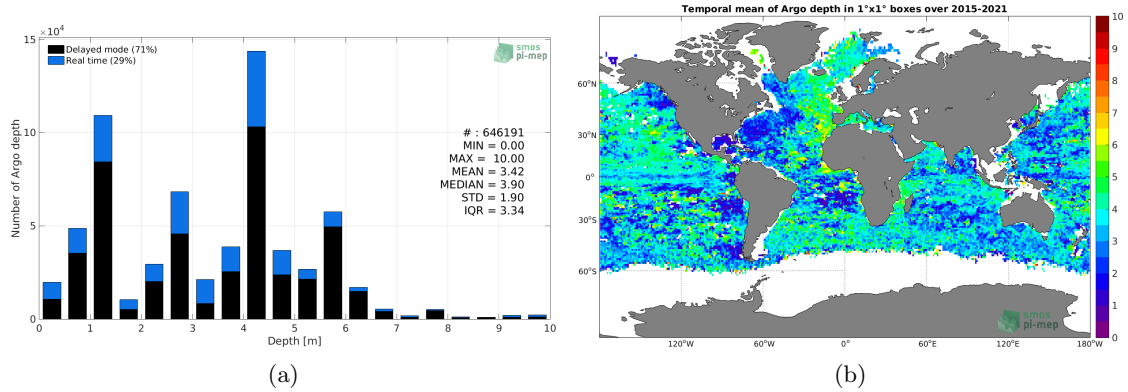 ×10^4
Delayed mode (71%)
Real time (29%)
smos
pi-mep
15
10
5
0
Number of Argo depth
# : 646191
MIN = 0.00
MAX = 10.00
MEAN = 3.42
MEDIAN = 3.90
STD = 1.90
IQR = 3.34
0 1 2 3 4 5 6 7 8 9 10
Depth [m]
(a)
Temporal mean of Argo depth in 1°x1° boxes over 2015-2021
60°N
30°N
0°
30°S
60°S
120°W 60°W 0° 60°E 120°E 180°W
smos
pi-mep
10
9
8
7
6
5
4
3
2
1
0
(b)